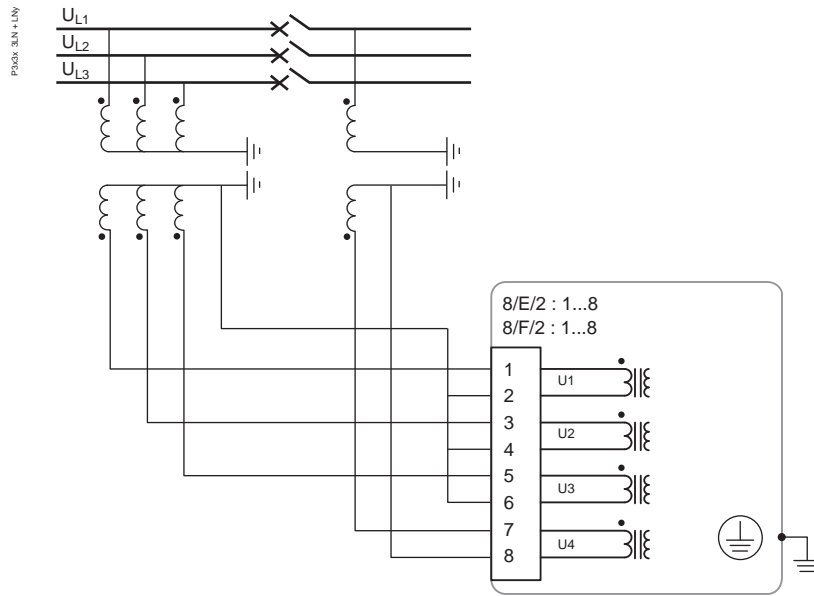 P3x3x 3LN + LNy
UL1
UL2
UL3
8/E/2 : 1...8
8/F/2 : 1...8
1
U1
2
3
U2
4
5
U3
6
7
U4
8